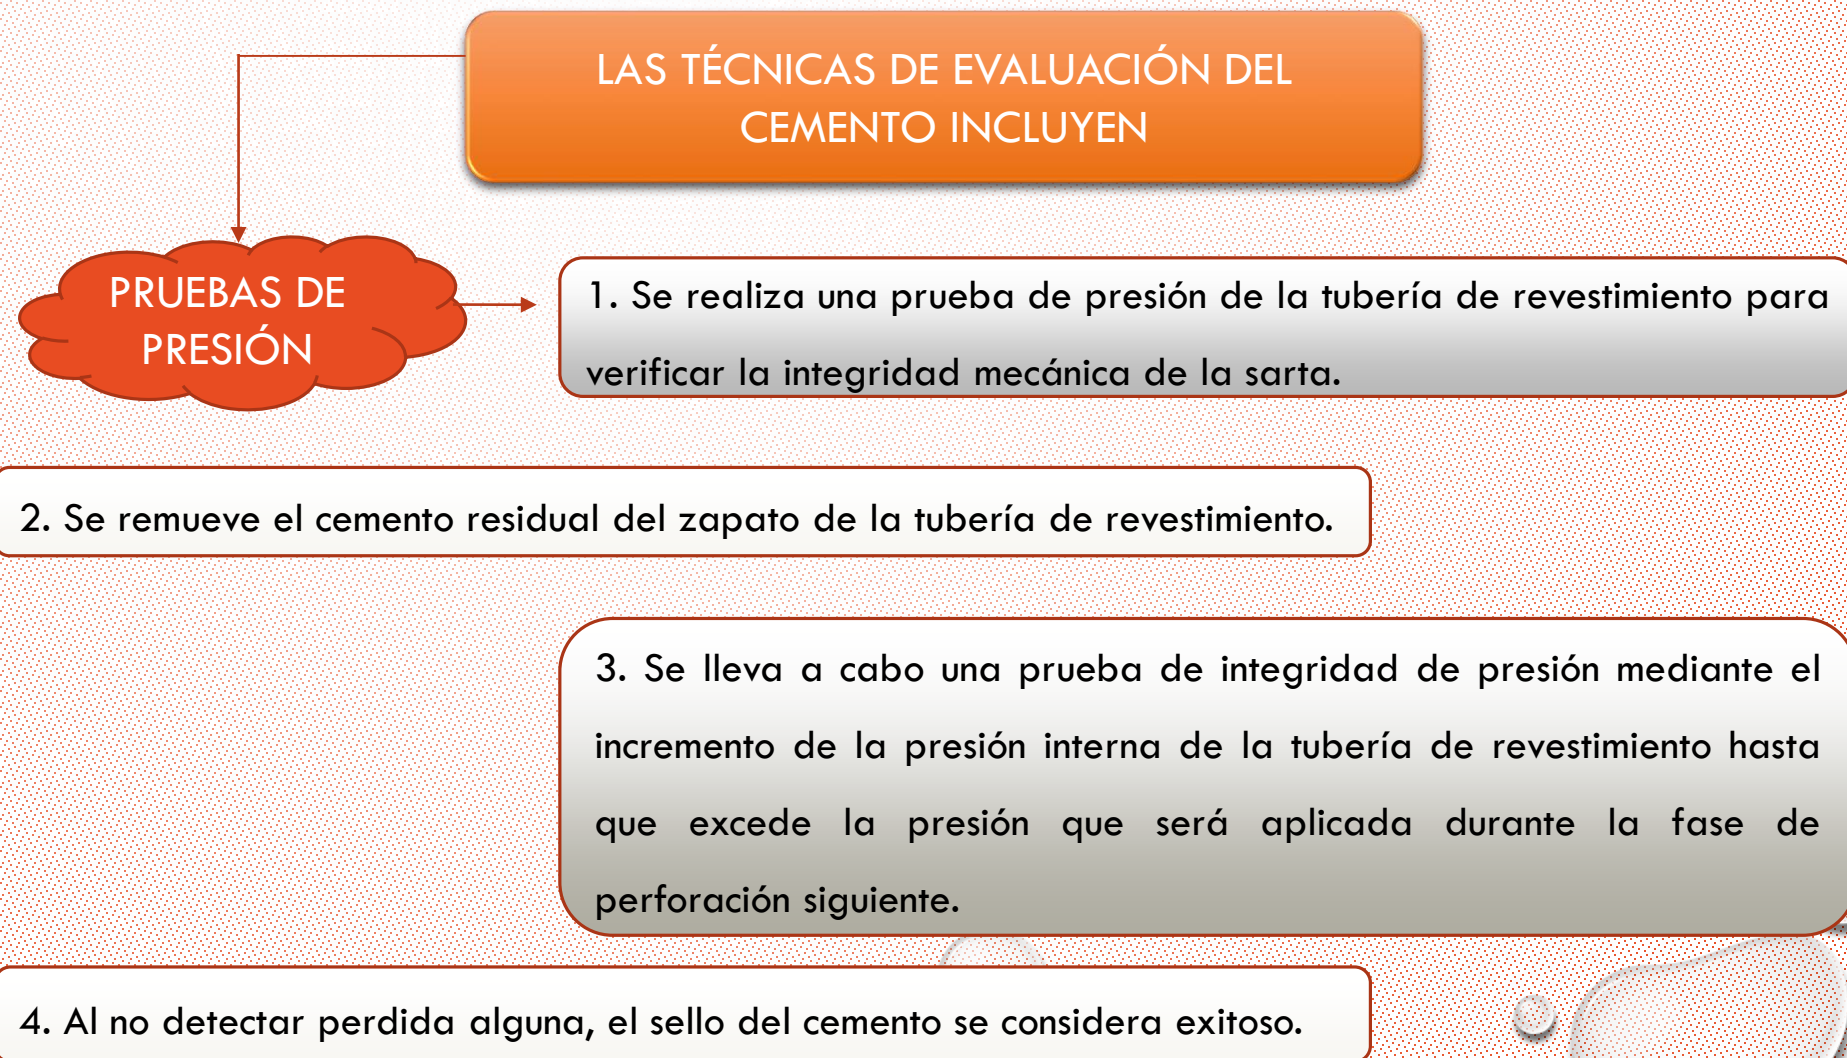 LAS TÉCNICAS DE EVALUACIÓN DEL
CEMENTO INCLUYEN
PRUEBAS DE
PRESIÓN
1. Se realiza una prueba de presión de la tubería de revestimiento para
verificar la integridad mecánica de la sarta.
2. Se remueve el cemento residual del zapato de la tubería de revestimiento.
3. Se lleva a cabo una prueba de integridad de presión mediante el
incremento de la presión interna de la tubería de revestimiento hasta
que excede la presión que será aplicada durante la fase de
perforación siguiente.
4. Al no detectar perdida alguna, el sello del cemento se considera exitoso.